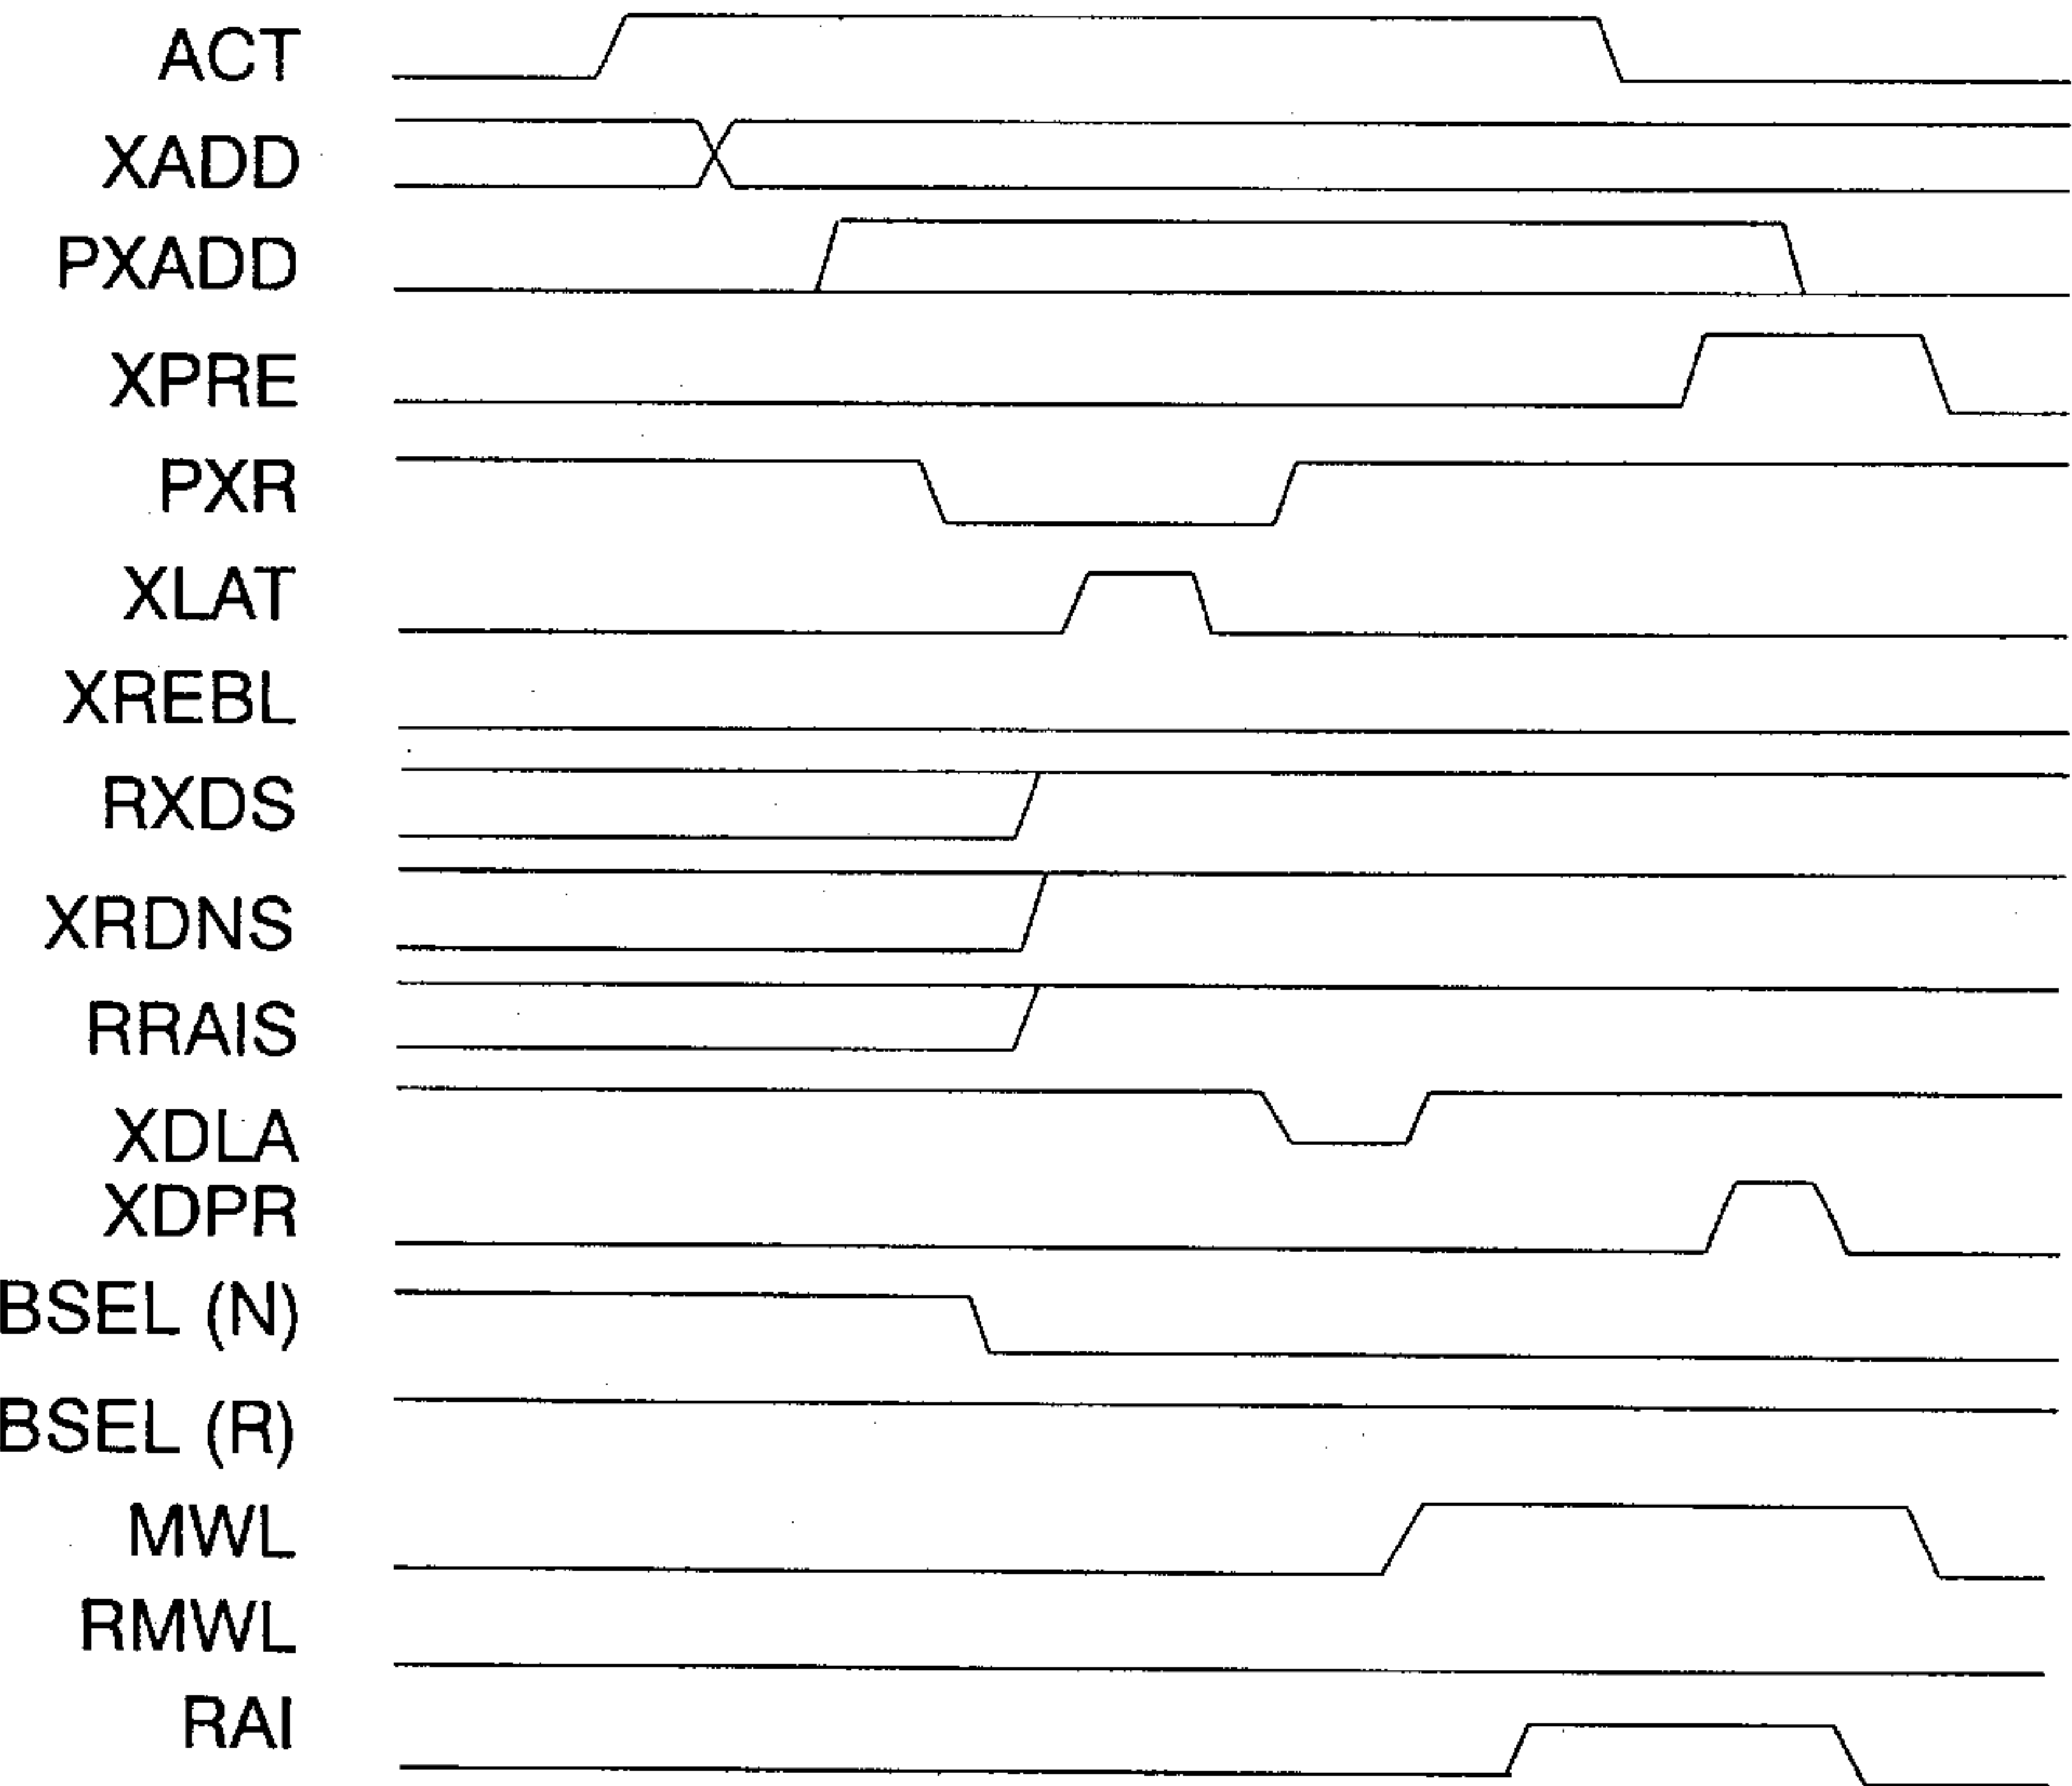 ACT
XADD
PXADD
XPRE
PXR
XLAT
XREBL
RXDS
XRDNS
RRAIS
XDLA
XDPR
BSEL (N)
BSEL (R)
MWL
RMWL
RAI